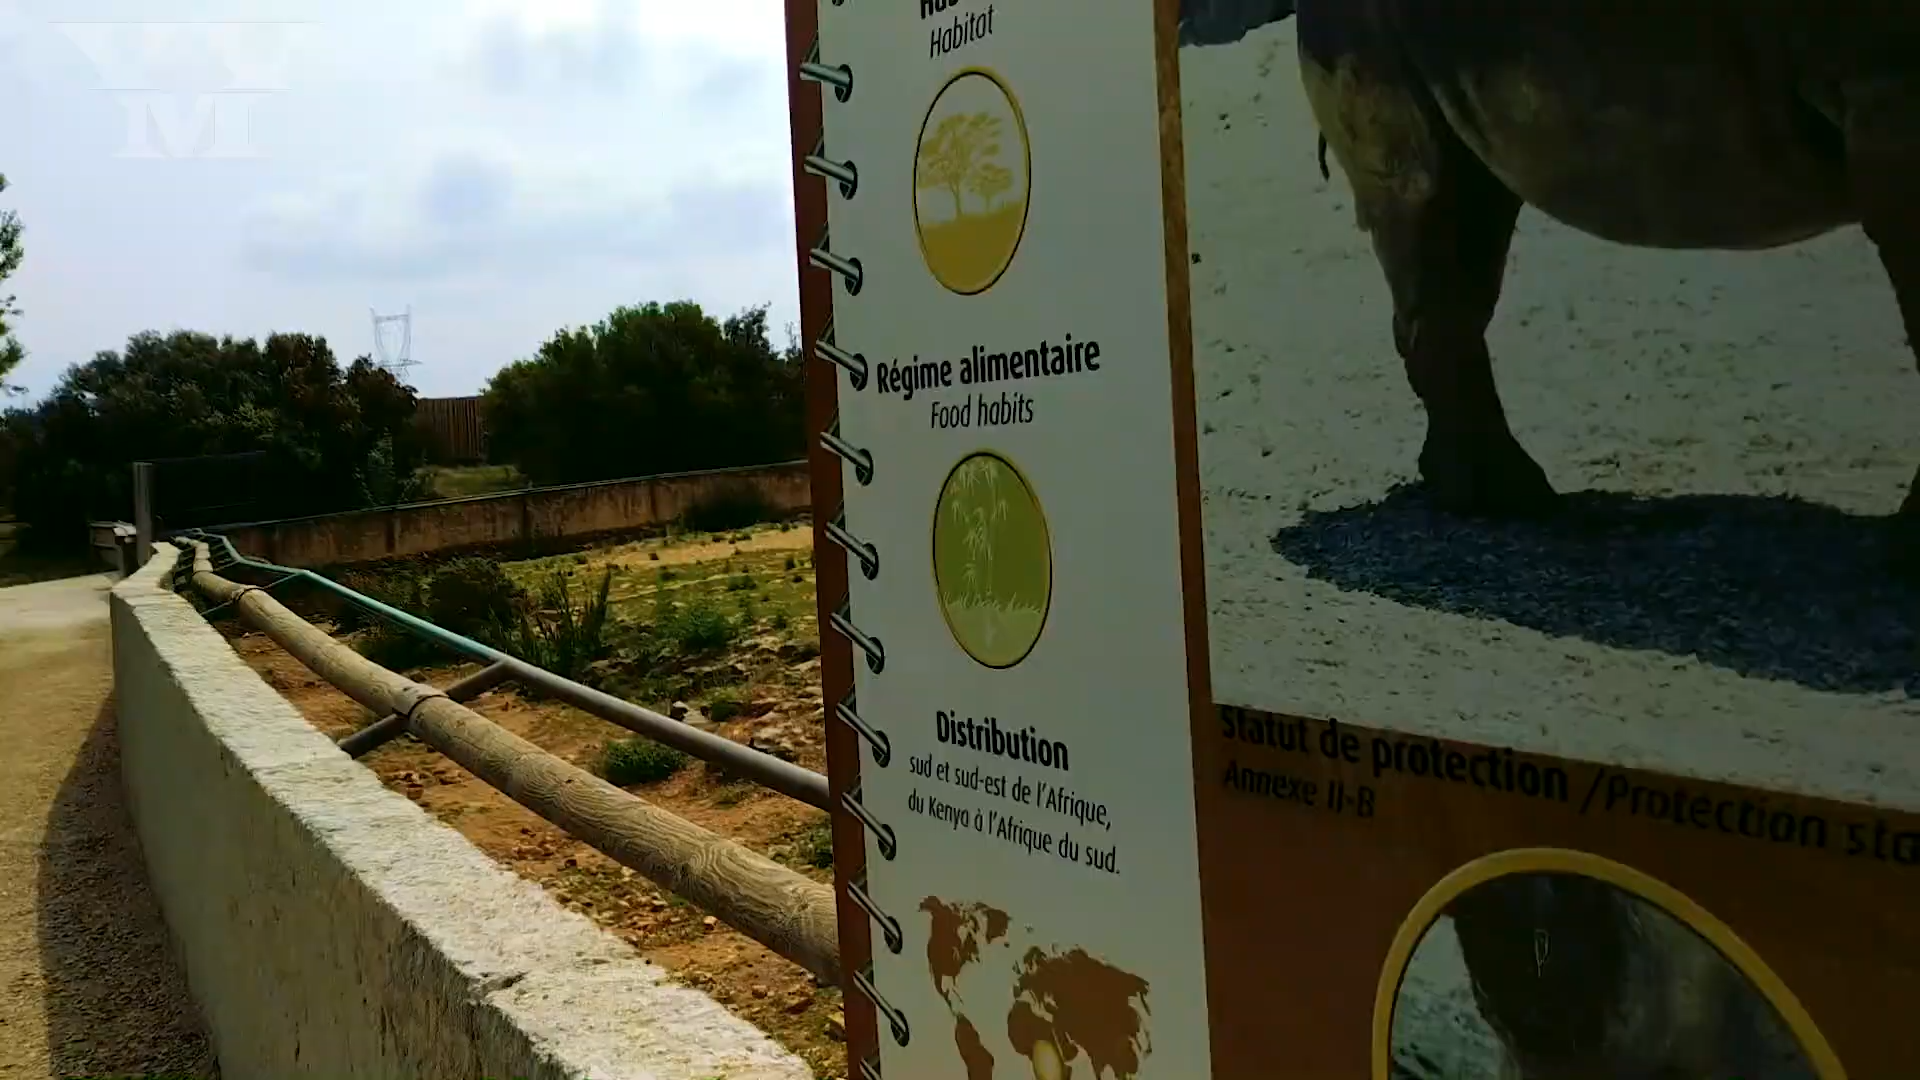 WM
Habitat
Régime alimentaire
Food habits
Distribution
sud et sud-est de l'Afrique,
du Kenya à l'Afrique du sud.
Statut de protection /Protection
Annexe II-B